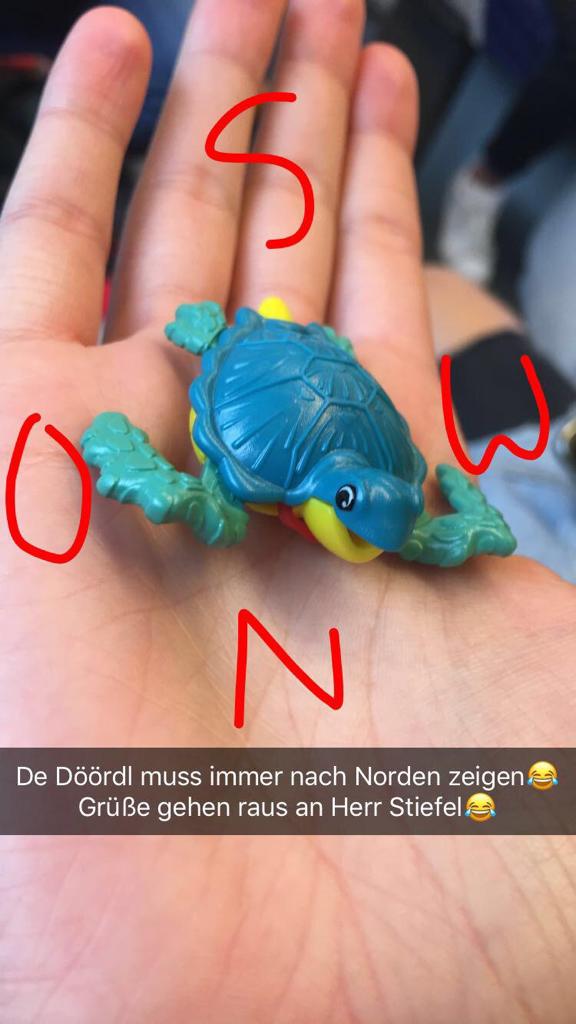 S
W
O
N
De Döördl muss immer nach Norden zeigen😂
Grüße gehen raus an Herr Stiefel😂